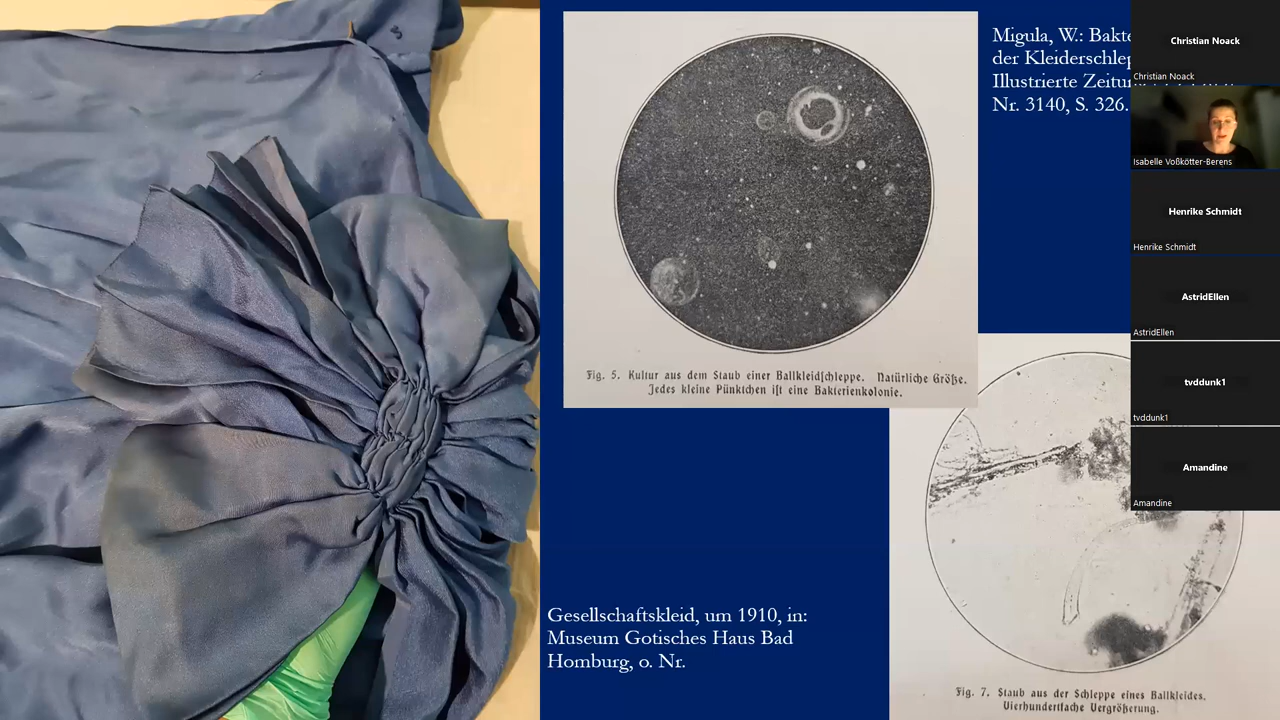 Migula, W.: Bakte
der Kleiderschlep
Illustrierte
Nr. 3140, S. 326.
Fig. 5. Kultur aus dem Staub einer Ballkleidſchleppe. Natürliche Größe.
Jedes kleine Pünktchen iſt eine Bakterienkolonie.
Gesellschaftskleid, um 1910, in:
Museum Gotisches Haus Bad
Homburg, o. Nr.
Fig. 7. Staub aus der Schleppe eines Ballkleides.
Vierhundertfache Vergrößerung.
Christian Noack
Christian Noack
Isabelle Voßkötter-Berens
Henrike Schmidt
Henrike Schmidt
AstridEllen
AstridEllen
tvddunk1
tvddunk1
Amandine
Amandine